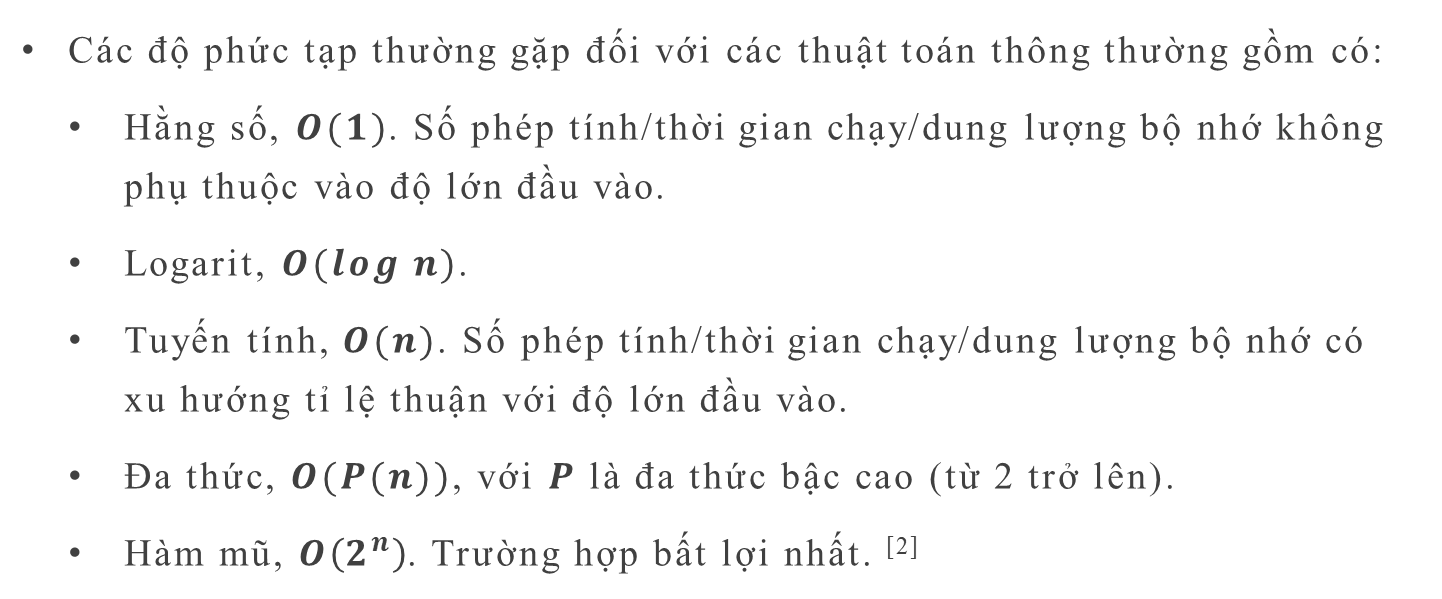 • Các độ phức tạp thường gặp đối với các thuật toán thông thường gồm có:
• Hằng số, O(1). Số phép tính/thời gian chạy/dung lượng bộ nhớ không
phụ thuộc vào độ lớn đầu vào.
• Logarit, O(log n).
• Tuyến tính, O(n). Số phép tính/thời gian chạy/dung lượng bộ nhớ có
xu hướng tỉ lệ thuận với độ lớn đầu vào.
• Đa thức, O(P(n)), với P là đa thức bậc cao (từ 2 trở lên).
• Hàm mũ, O(2ⁿ). Trường hợp bất lợi nhất. [2]